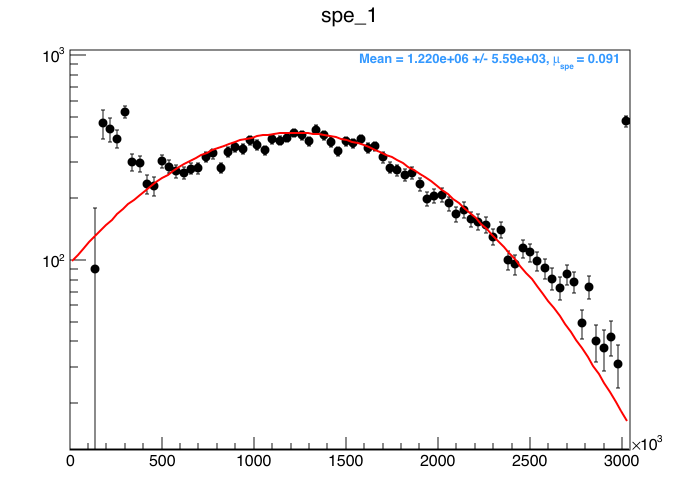 spe_1
Mean = 1.220e+06 +/- 5.59e+03, μspe = 0.091
10³
10²
0 500 1000 1500 2000 2500 3000
×10³